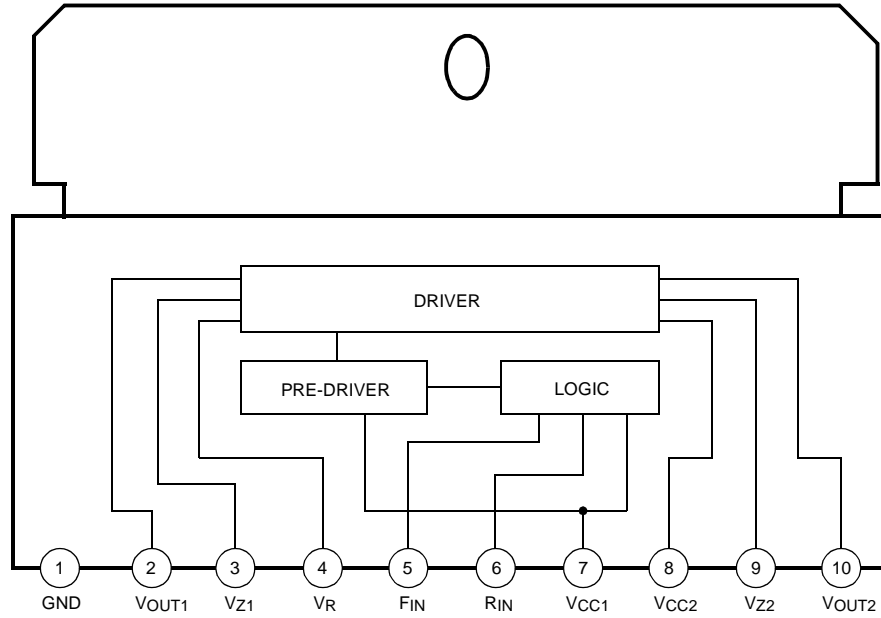 DRIVER
PRE-DRIVER
LOGIC
1 2 3 4 5 6 7 8 9 10
GND VOUT1 VZ1 VR FIN RIN VCC1 VCC2 VZ2 VOUT2